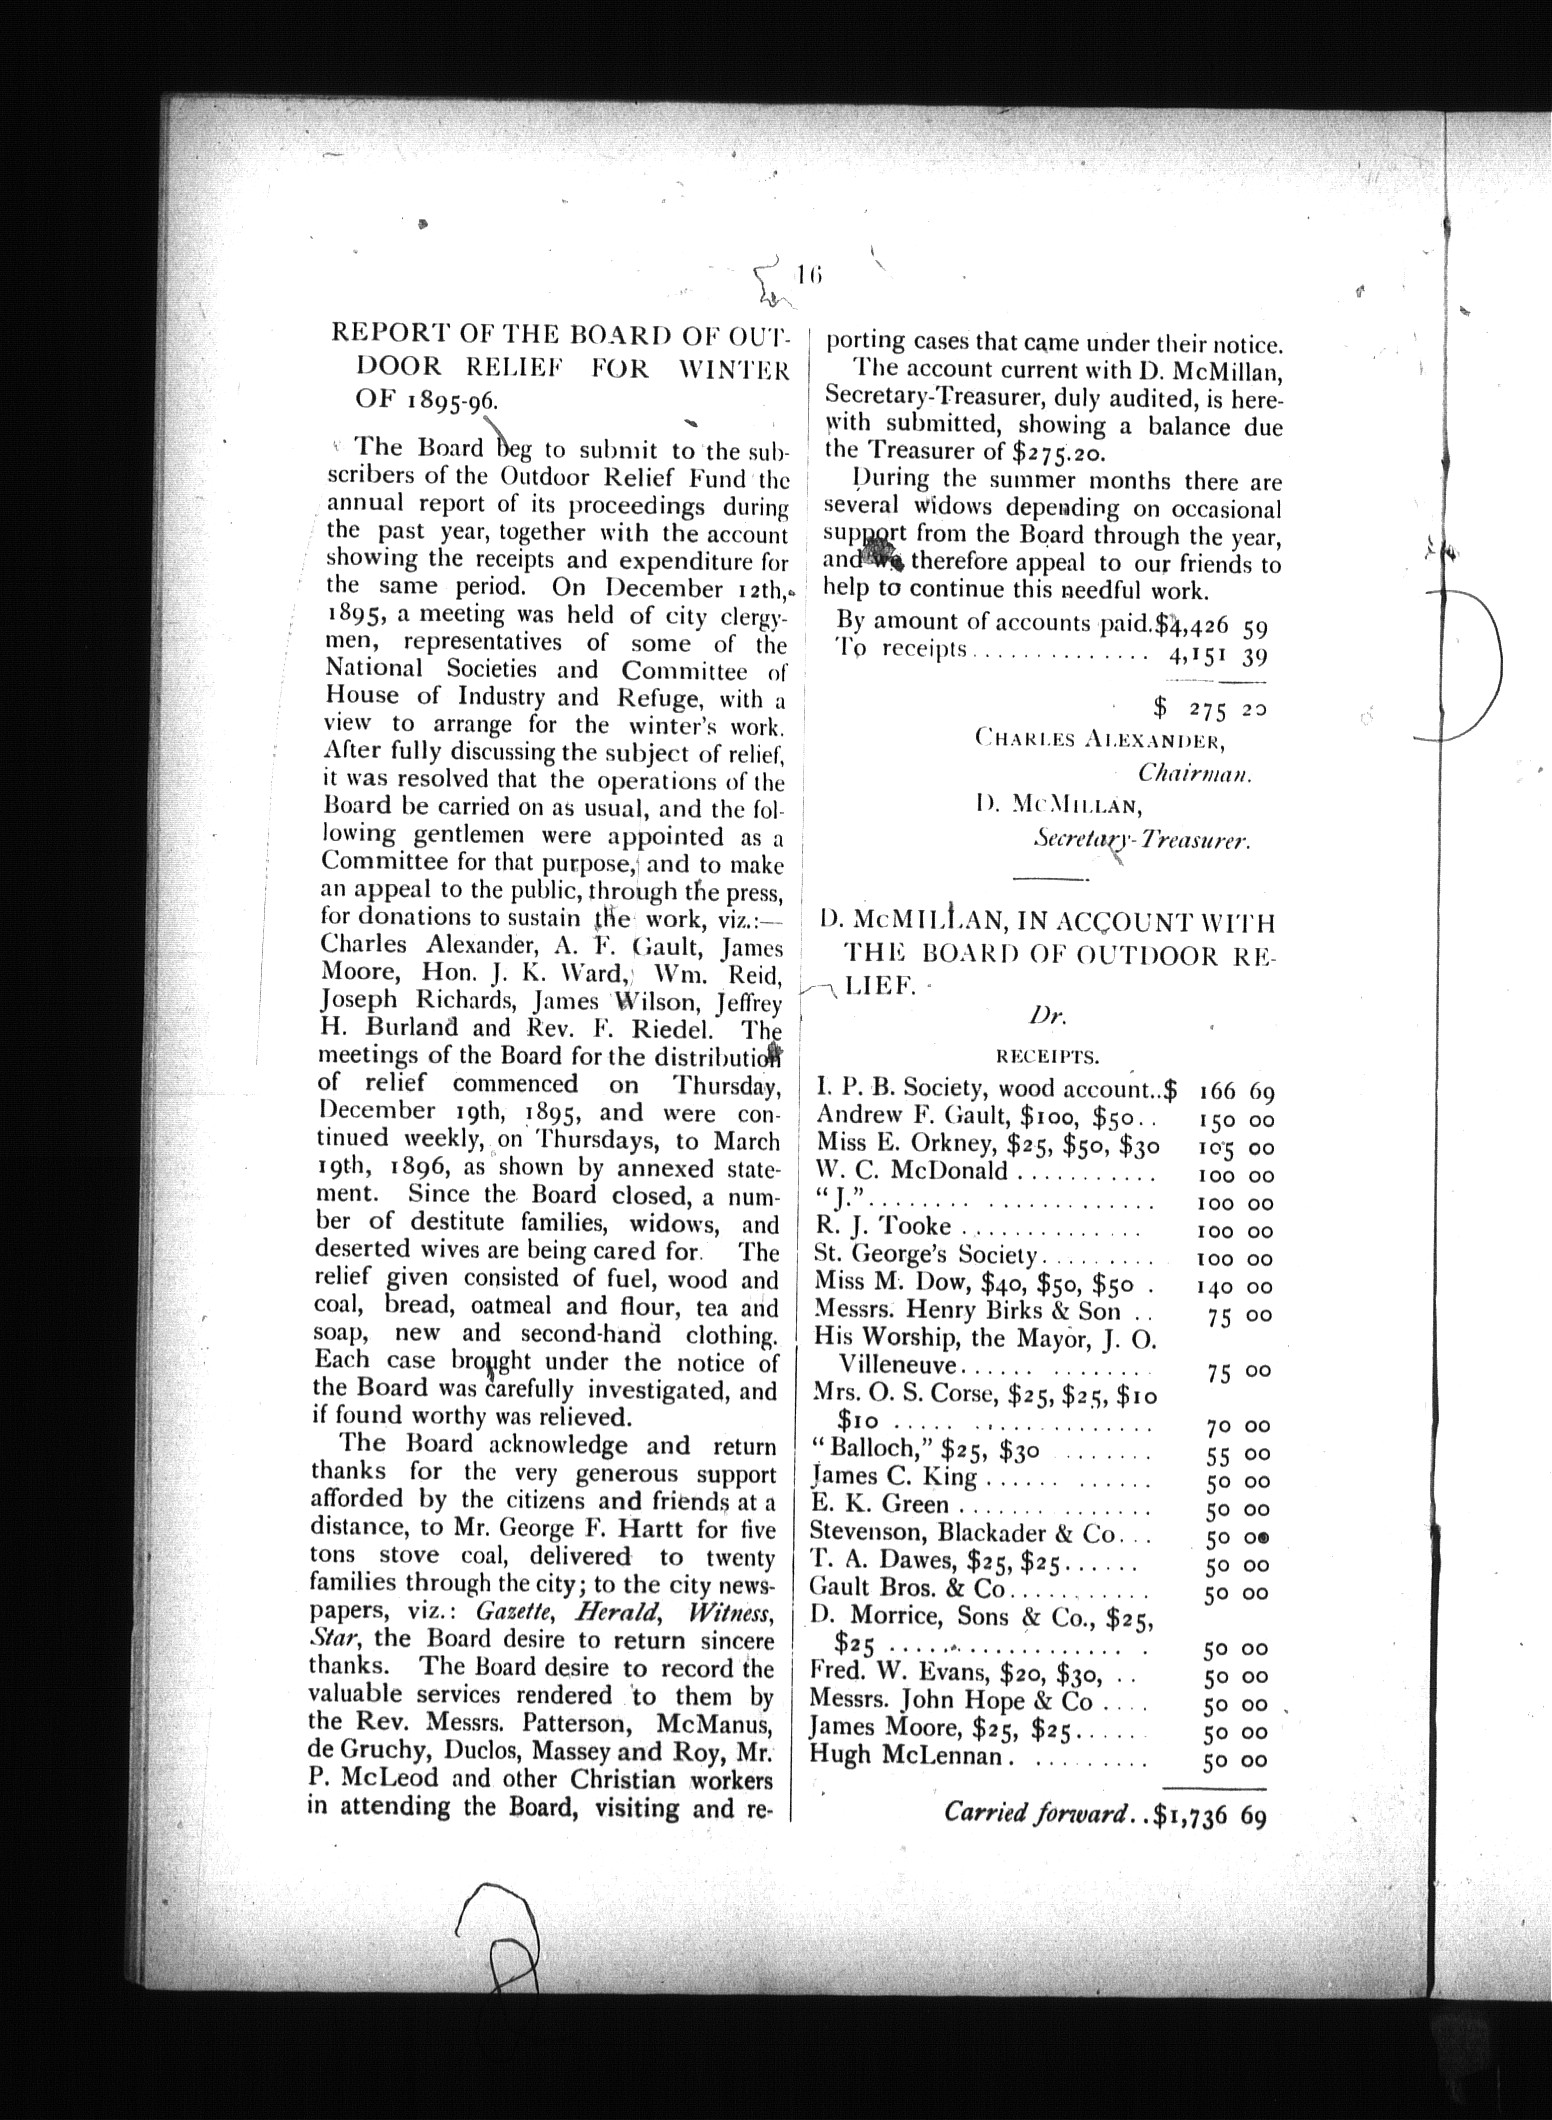 16
REPORT OF THE BOARD OF OUT-
DOOR RELIEF FOR WINTER
OF 1895-96.
The Board beg to submit to the sub-
scribers of the Outdoor Relief Fund the
annual report of its proceedings during
the past year, together with the account
showing the receipts and expenditure for
the same period. On December 12th,
1895, a meeting was held of city clergy-
men, representatives of some of the
National Societies and Committee of
House of Industry and Refuge, with a
view to arrange for the winter's work.
After fully discussing the subject of relief,
it was resolved that the operations of the
Board be carried on as usual, and the fol-
lowing gentlemen were appointed as a
Committee for that purpose, and to make
an appeal to the public, through the press,
for donations to sustain the work, viz.:—
Charles Alexander, A. F. Gault, James
Moore, Hon. J. K. Ward, Wm. Reid,
Joseph Richards, James Wilson, Jeffrey
H. Burland and Rev. F. Riedel. The
meetings of the Board for the distribution
of relief commenced on Thursday,
December 19th, 1895, and were con-
tinued weekly, on Thursdays, to March
19th, 1896, as shown by annexed state-
ment. Since the Board closed, a num-
ber of destitute families, widows, and
deserted wives are being cared for. The
relief given consisted of fuel, wood and
coal, bread, oatmeal and flour, tea and
soap, new and second-hand clothing.
Each case brought under the notice of
the Board was carefully investigated, and
if found worthy was relieved.
The Board acknowledge and return
thanks for the very generous support
afforded by the citizens and friends at a
distance, to Mr. George F. Hartt for five
tons stove coal, delivered to twenty
families through the city; to the city news-
papers, viz.: Gazette, Herald, Witness,
Star, the Board desire to return sincere
thanks. The Board desire to record the
valuable services rendered to them by
the Rev. Messrs. Patterson, McManus,
de Gruchy, Duclos, Massey and Roy, Mr.
P. McLeod and other Christian workers
in attending the Board, visiting and re-
porting cases that came under their notice.
The account current with D. McMillan,
Secretary-Treasurer, duly audited, is here-
with submitted, showing a balance due
the Treasurer of $275.20.
During the summer months there are
several widows depending on occasional
support from the Board through the year,
and we therefore appeal to our friends to
help to continue this needful work.
By amount of accounts paid.$4,426 59
To receipts............... 4,151 39
$ 275 20
CHARLES ALEXANDER,
Chairman.
D. MCMILLAN,
Secretary-Treasurer.
D. McMILLAN, IN ACCOUNT WITH
THE BOARD OF OUTDOOR RE-
LIEF.
Dr.
RECEIPTS.
I. P. B. Society, wood account..$ 166 69
Andrew F. Gault, $100, $50.. 150 00
Miss E. Orkney, $25, $50, $30 105 00
W. C. McDonald ........... 100 00
"J."..................... 100 00
R. J. Tooke .............. 100 00
St. George's Society......... 100 00
Miss M. Dow, $40, $50, $50 . 140 00
Messrs. Henry Birks & Son .. 75 00
His Worship, the Mayor, J. O.
Villeneuve............... 75 00
Mrs. O. S. Corse, $25, $25, $10
$10 ................... 70 00
"Balloch," $25, $30 ........ 55 00
James C. King ............ 50 00
E. K. Green ............... 50 00
Stevenson, Blackader & Co... 50 00
T. A. Dawes, $25, $25...... 50 00
Gault Bros. & Co........... 50 00
D. Morrice, Sons & Co., $25,
$25 ................... 50 00
Fred. W. Evans, $20, $30, .. 50 00
Messrs. John Hope & Co .... 50 00
James Moore, $25, $25...... 50 00
Hugh McLennan. ......... 50 00
Carried forward..$1,736 69